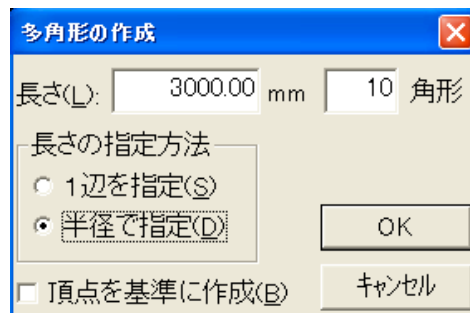 多角形の作成
長さ(L): 3000.00 mm 10 角形
長さの指定方法
1辺を指定(S)
半径で指定(D)
OK
頂点を基準に作成(B) キャンセル